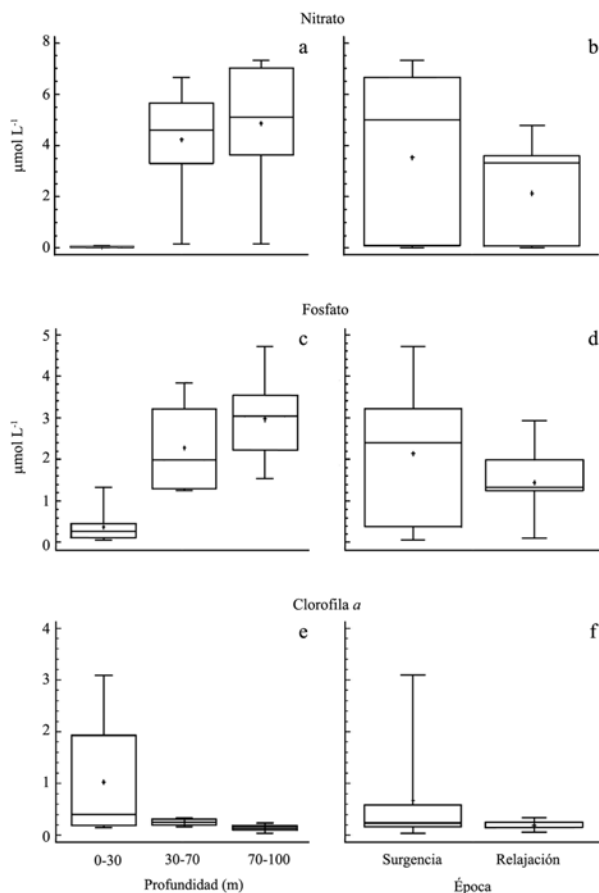 Nitrato
a
b
8
6
4
2
0
µmol L⁻¹
Fosfato
c
d
5
4
3
2
1
0
µmol L⁻¹
Clorofila a
e
f
4
3
2
1
0
0-30 30-70 70-100
Surgencia Relajación
Profundidad (m)
Época